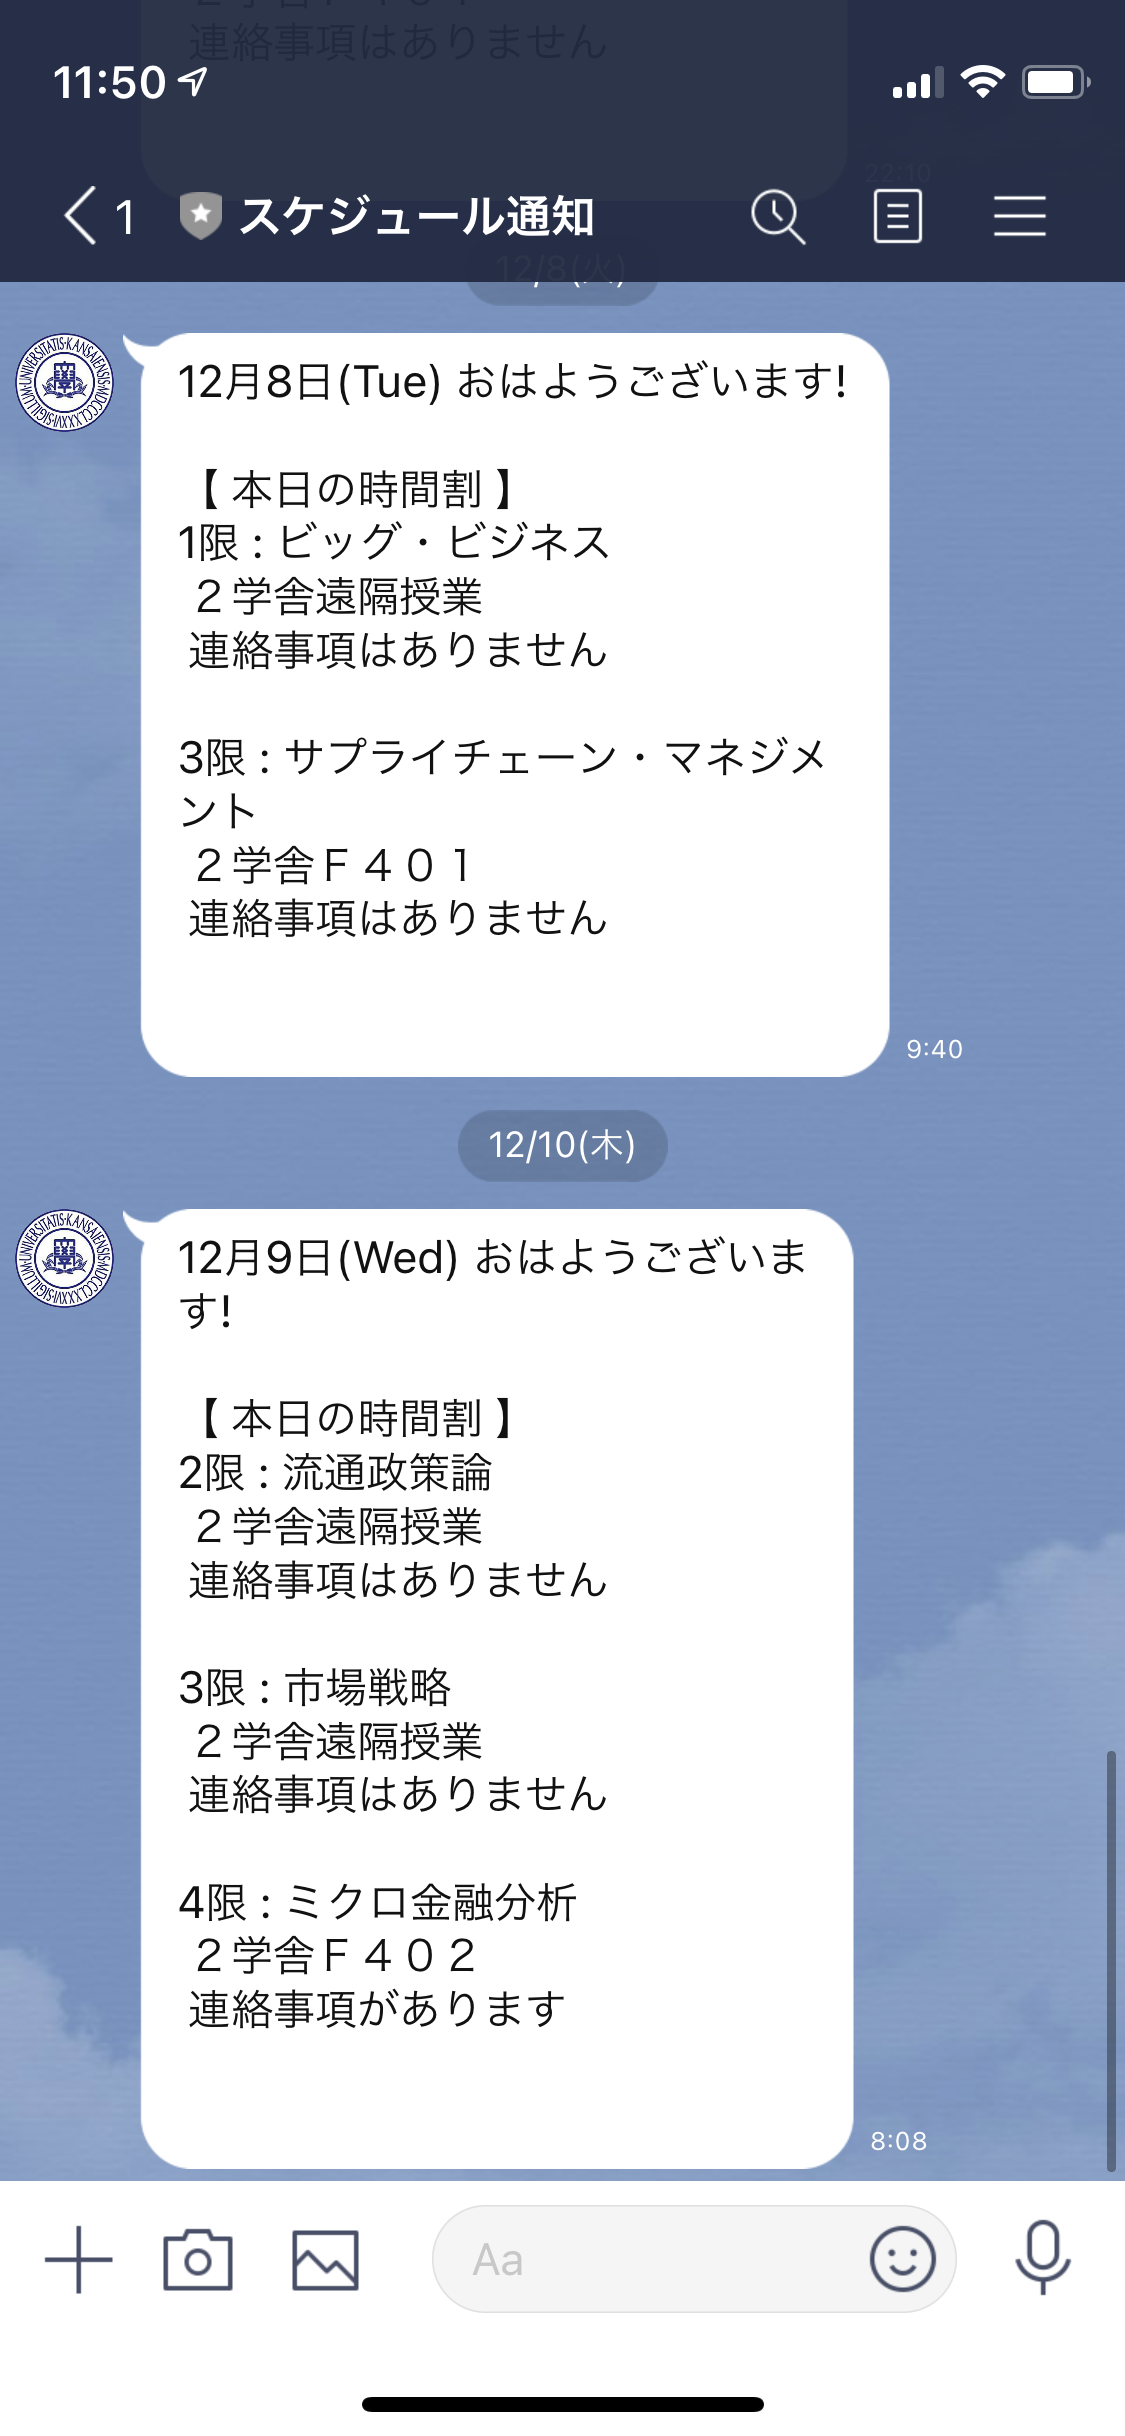 連絡事項はありません
11:50
22:10
1
スケジュール通知
12/8(火)
12月8日(Tue) おはようございます!
【 本日の時間割 】
1限 : ビッグ・ビジネス
２学舎遠隔授業
連絡事項はありません
3限 : サプライチェーン・マネジメ
ント
２学舎Ｆ４０１
連絡事項はありません
9:40
12/10(木)
12月9日(Wed) おはようございま
す!
【 本日の時間割 】
2限 : 流通政策論
２学舎遠隔授業
連絡事項はありません
3限 : 市場戦略
２学舎遠隔授業
連絡事項はありません
4限 : ミクロ金融分析
２学舎Ｆ４０２
連絡事項があります
8:08
Aa